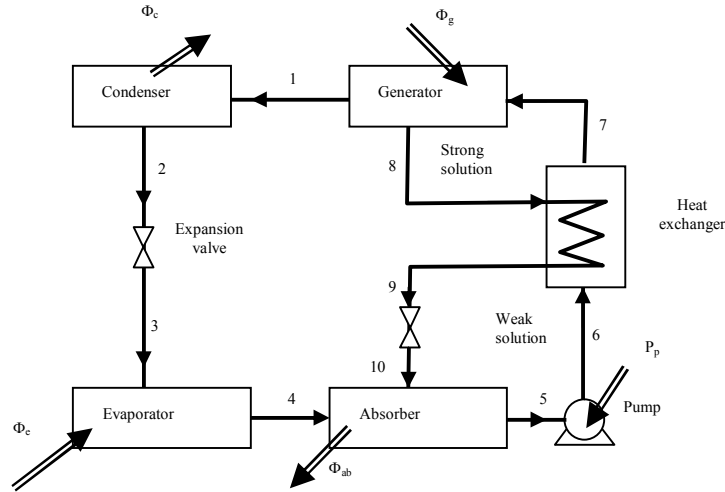 Φc
Φg
Condenser
1
Generator
7
2
8
Strong
solution
Heat
exchanger
Expansion
valve
9
3
Weak
solution
6
Pp
10
4
5
Evaporator
Absorber
Pump
Φe
Φab